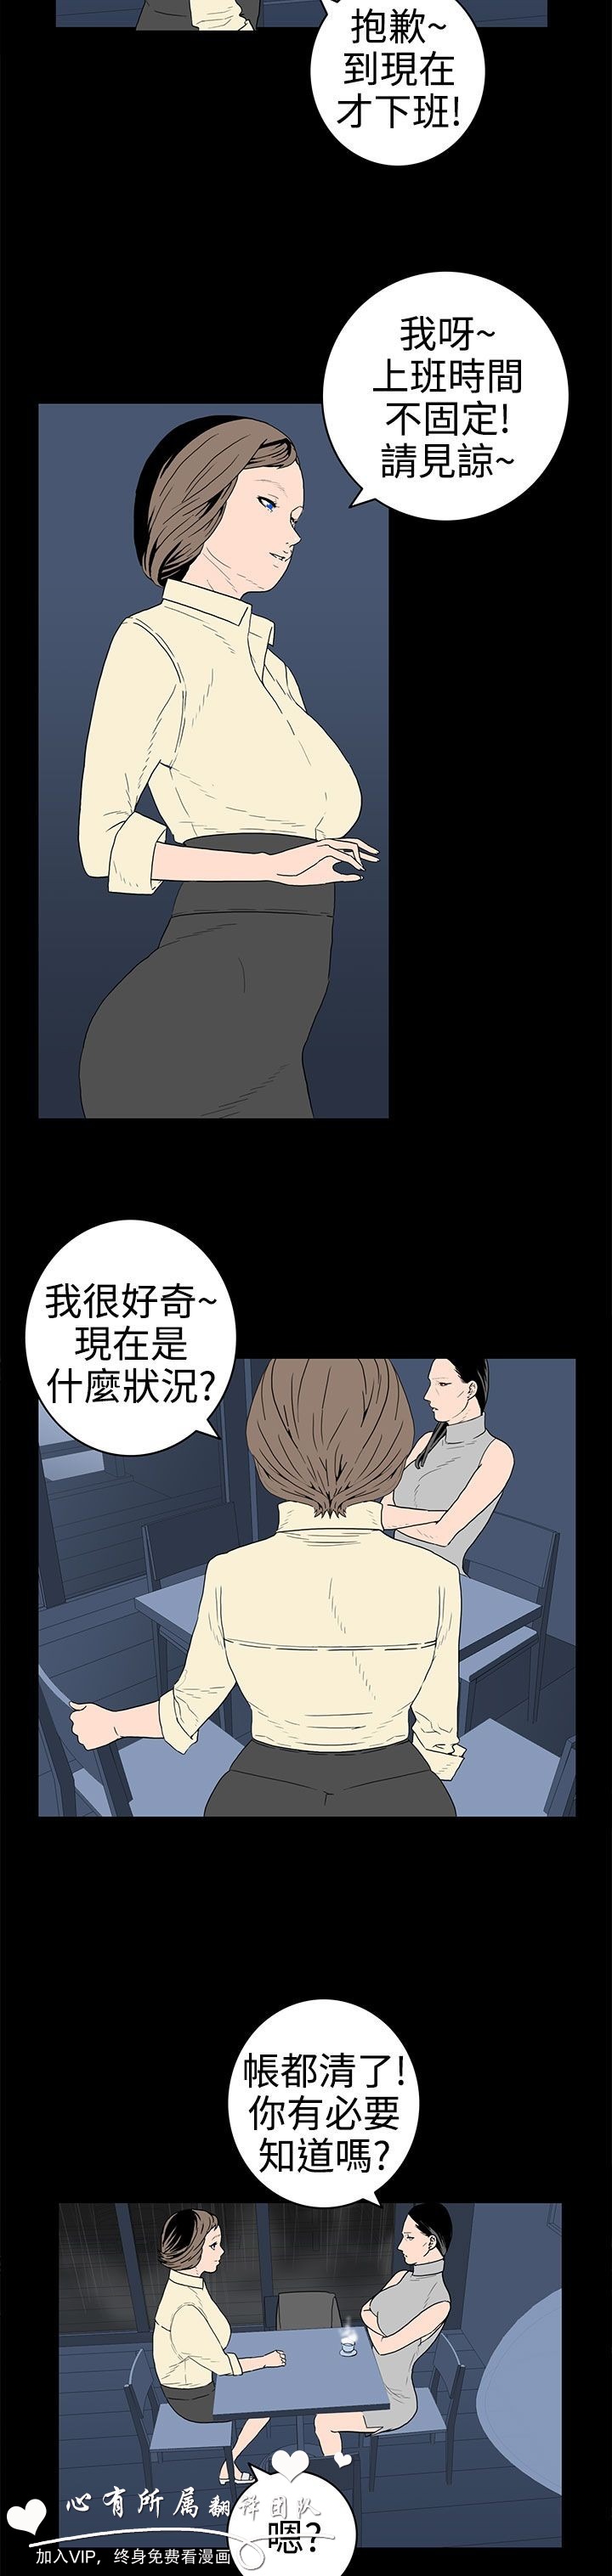 抱歉~
到現在
才下班!
我呀~
上班時間
不固定!
請見諒~
我很好奇~
現在是
什麼狀況?
帳都清了!
你有必要
知道嗎?
嗯?
心有所属翻译团队
加入VIP，终身免费看漫画